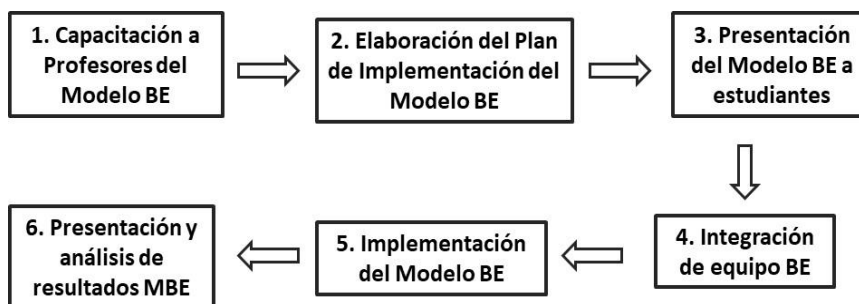 1. Capacitación a
Profesores del
Modelo BE
2. Elaboración del Plan
de Implementación del
Modelo BE
3. Presentación
del Modelo BE a
estudiantes
4. Integración
de equipo BE
5. Implementación
del Modelo BE
6. Presentación y
análisis de
resultados MBE